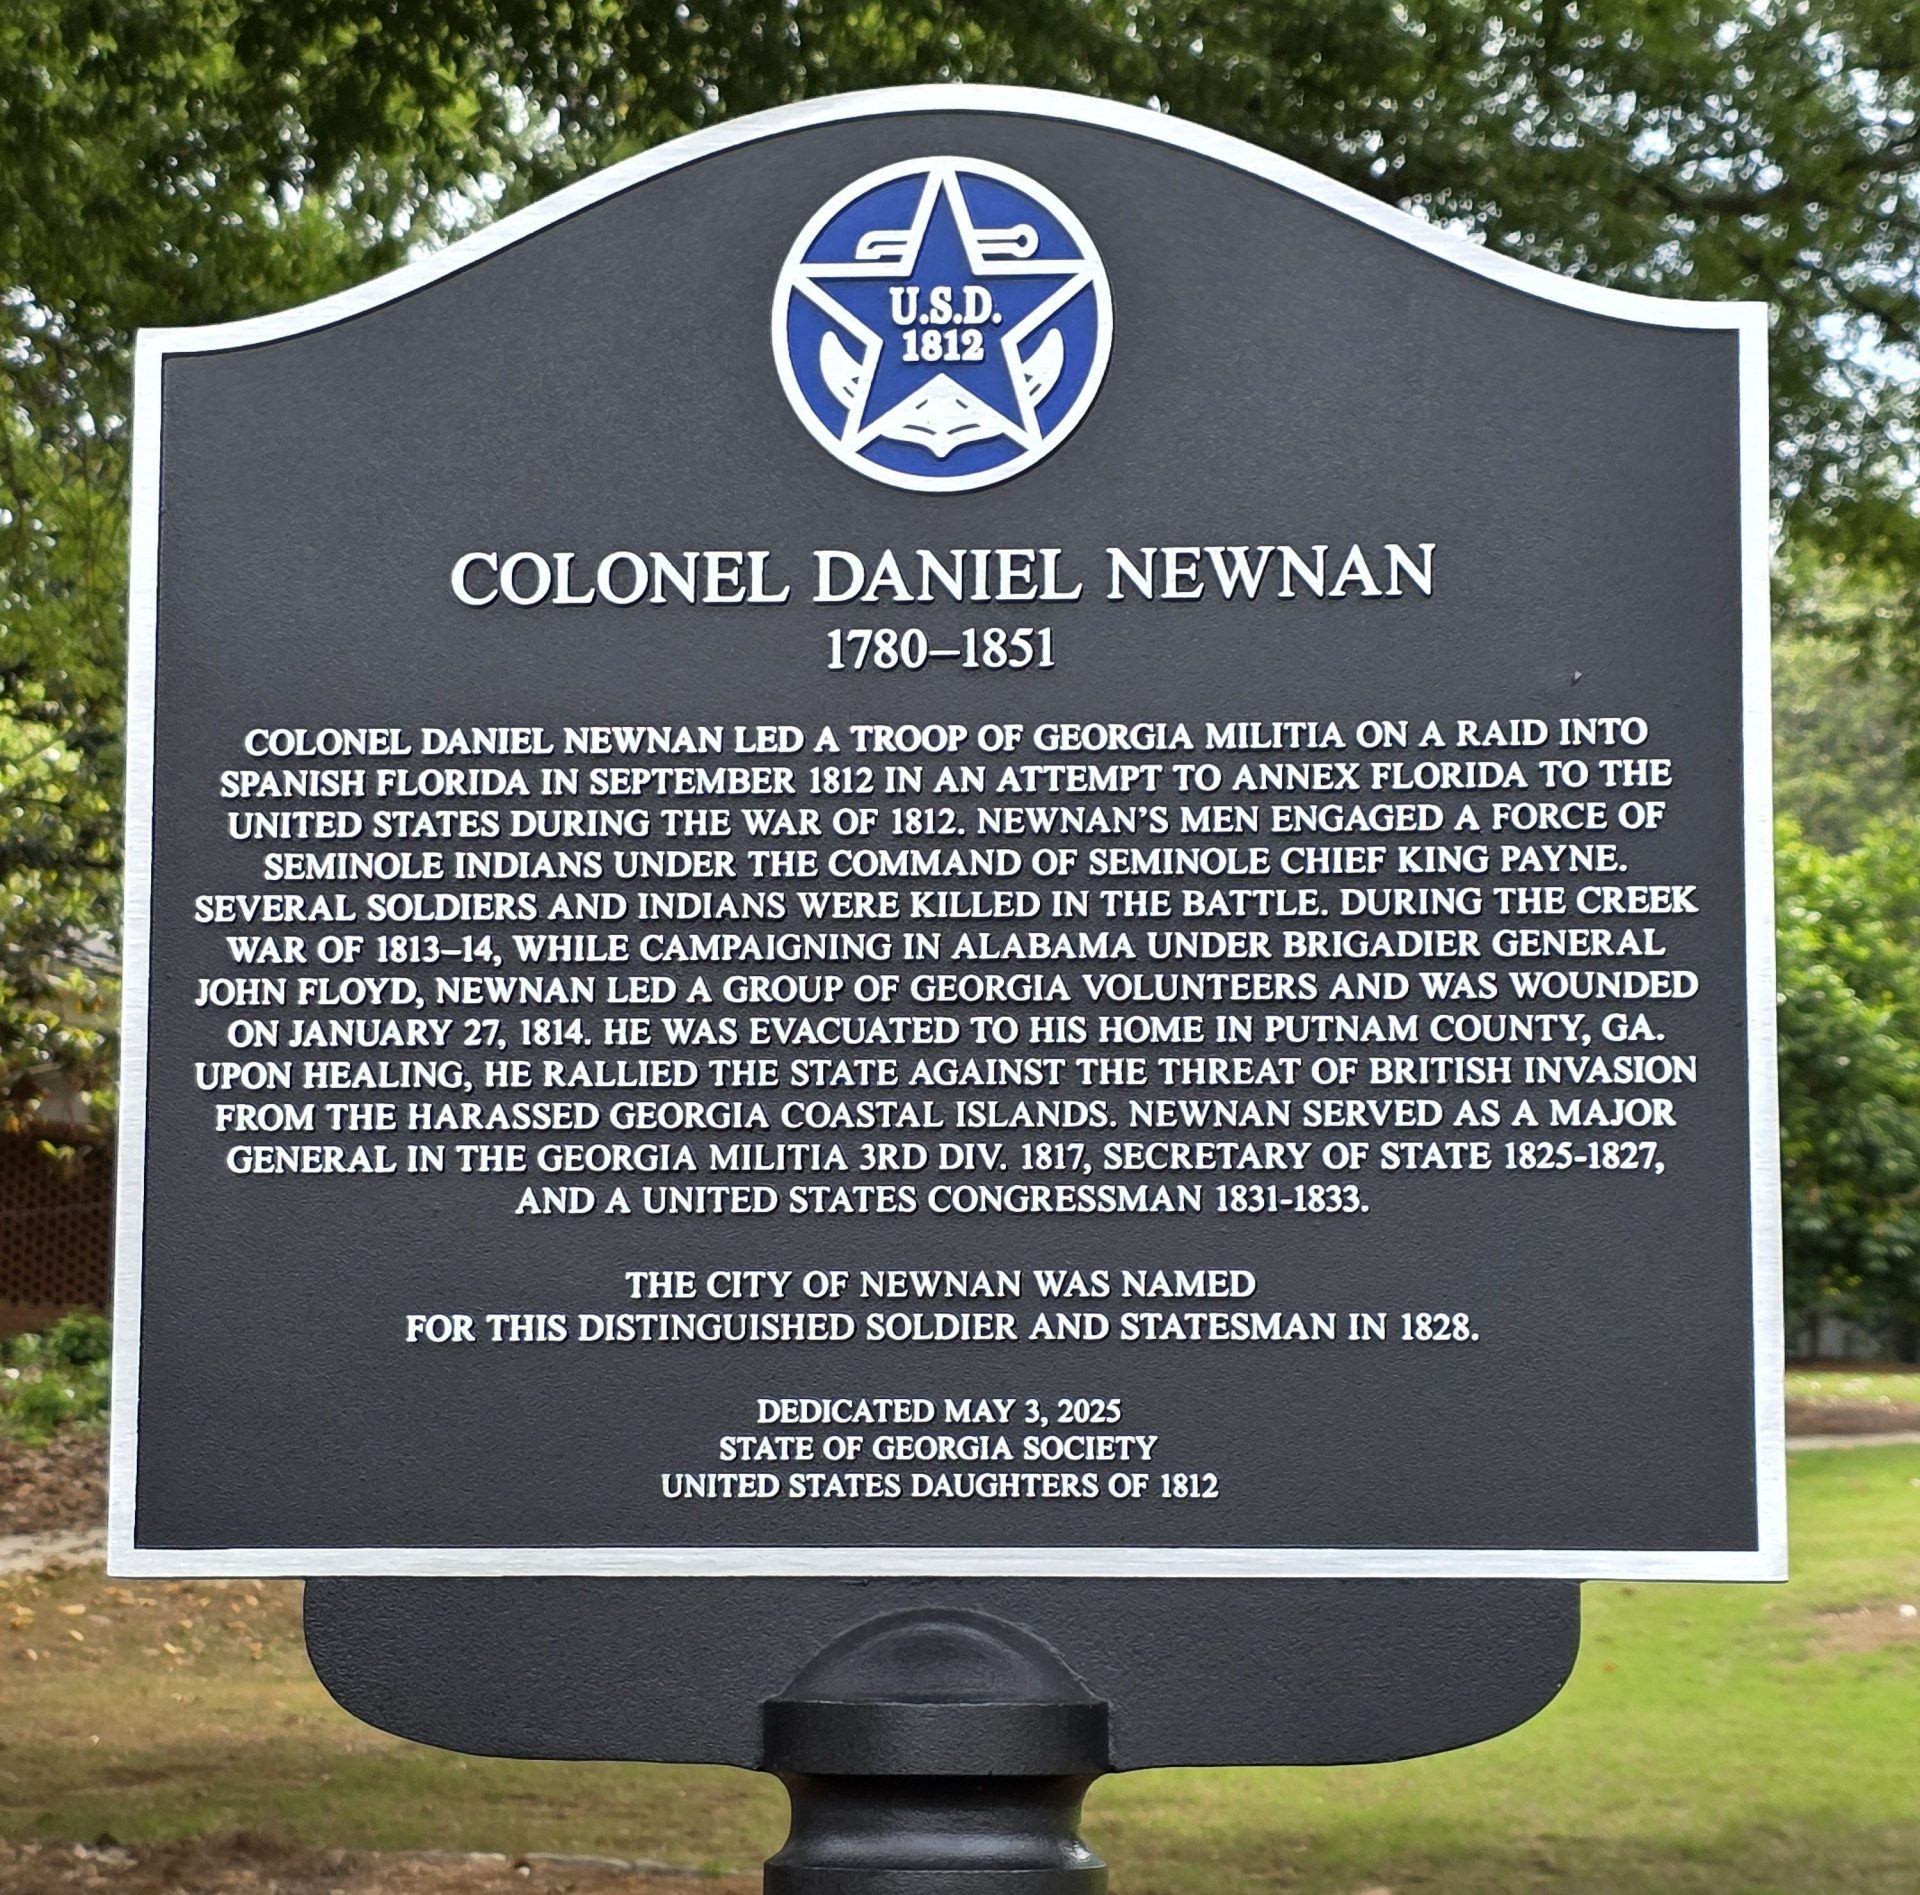 U.S.D.
1812
COLONEL DANIEL NEWNAN
1780–1851
COLONEL DANIEL NEWNAN LED A TROOP OF GEORGIA MILITIA ON A RAID INTO
SPANISH FLORIDA IN SEPTEMBER 1812 IN AN ATTEMPT TO ANNEX FLORIDA TO THE
UNITED STATES DURING THE WAR OF 1812. NEWNAN'S MEN ENGAGED A FORCE OF
SEMINOLE INDIANS UNDER THE COMMAND OF SEMINOLE CHIEF KING PAYNE.
SEVERAL SOLDIERS AND INDIANS WERE KILLED IN THE BATTLE. DURING THE CREEK
WAR OF 1813–14, WHILE CAMPAIGNING IN ALABAMA UNDER BRIGADIER GENERAL
JOHN FLOYD, NEWNAN LED A GROUP OF GEORGIA VOLUNTEERS AND WAS WOUNDED
ON JANUARY 27, 1814. HE WAS EVACUATED TO HIS HOME IN PUTNAM COUNTY, GA.
UPON HEALING, HE RALLIED THE STATE AGAINST THE THREAT OF BRITISH INVASION
FROM THE HARASSED GEORGIA COASTAL ISLANDS. NEWNAN SERVED AS A MAJOR
GENERAL IN THE GEORGIA MILITIA 3RD DIV. 1817, SECRETARY OF STATE 1825-1827,
AND A UNITED STATES CONGRESSMAN 1831-1833.
THE CITY OF NEWNAN WAS NAMED
FOR THIS DISTINGUISHED SOLDIER AND STATESMAN IN 1828.
DEDICATED MAY 3, 2025
STATE OF GEORGIA SOCIETY
UNITED STATES DAUGHTERS OF 1812